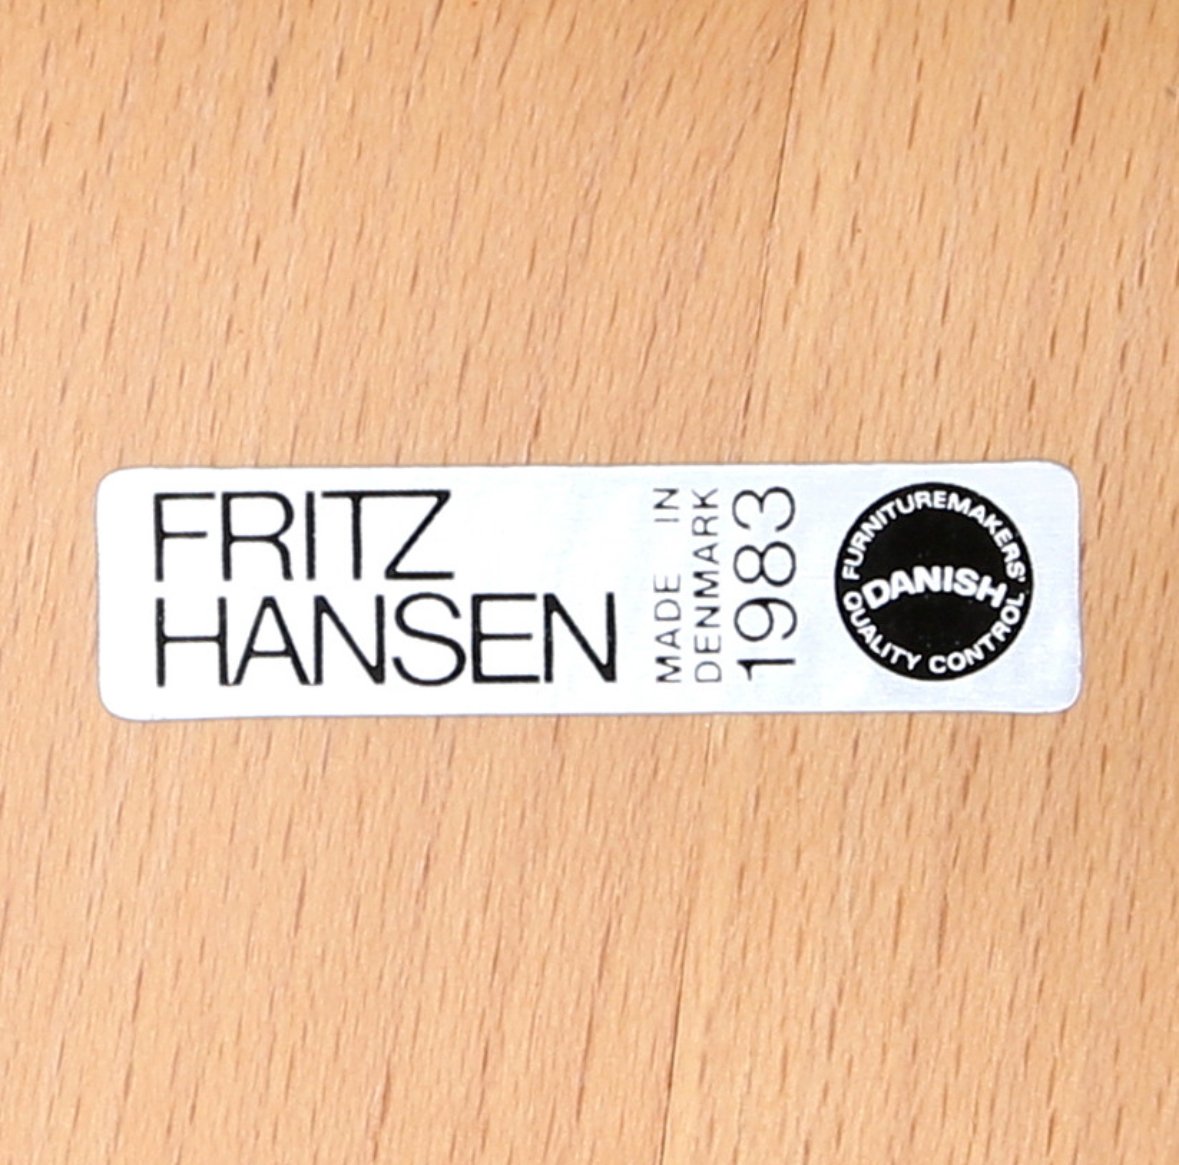 FRITZ
HANSEN
MADE IN
DENMARK
1983
FURNITUREMAKERS'
DANISH
QUALITY CONTROL